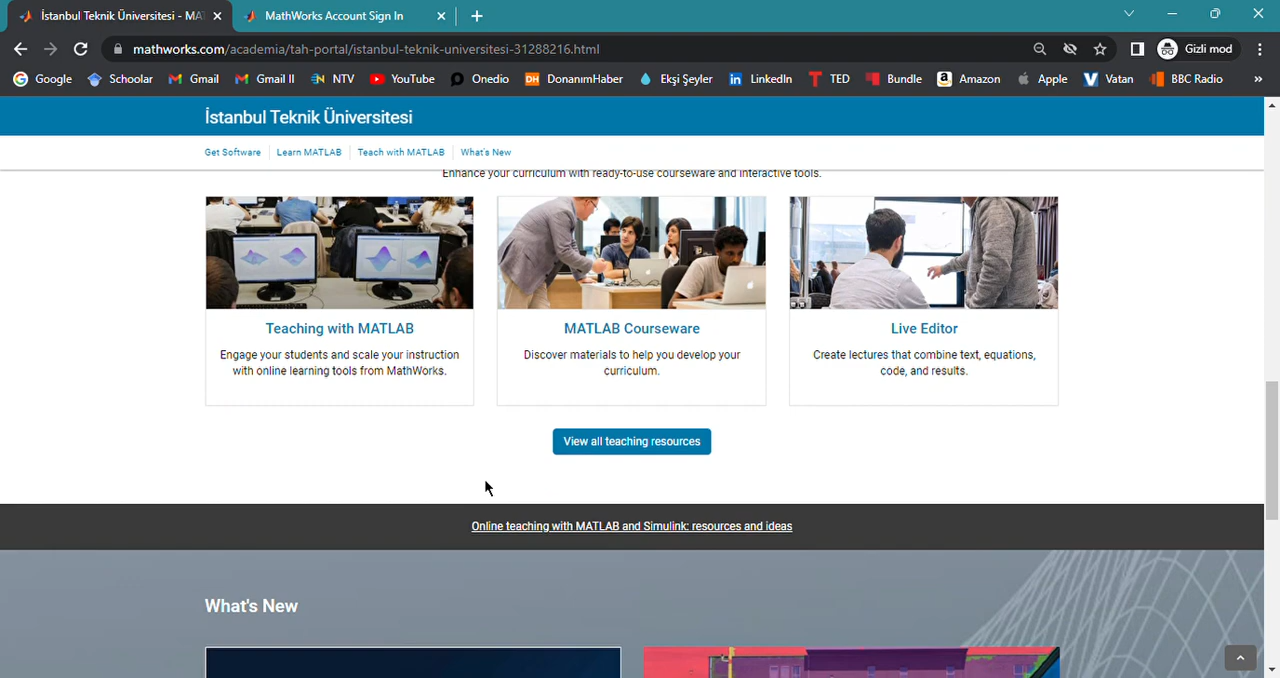 İstanbul Teknik Üniversitesi - MA
MathWorks Account Sign In
mathworks.com/academia/tah-portal/istanbul-teknik-universitesi-31288216.html
Gizli mod
Google
Schoolar
Gmail
Gmail II
NTV
YouTube
Onedio
DH DonanımHaber
Ekşi Şeyler
LinkedIn
TED
Bundle
Amazon
Apple
Vatan
BBC Radio
İstanbul Teknik Üniversitesi
Get Software
Learn MATLAB
Teach with MATLAB
What's New
Enhance your curriculum with ready-to-use courseware and interactive tools.
Teaching with MATLAB
Engage your students and scale your instruction
with online learning tools from MathWorks.
MATLAB Courseware
Discover materials to help you develop your
curriculum.
Live Editor
Create lectures that combine text, equations,
code, and results.
View all teaching resources
Online teaching with MATLAB and Simulink: resources and ideas
What's New